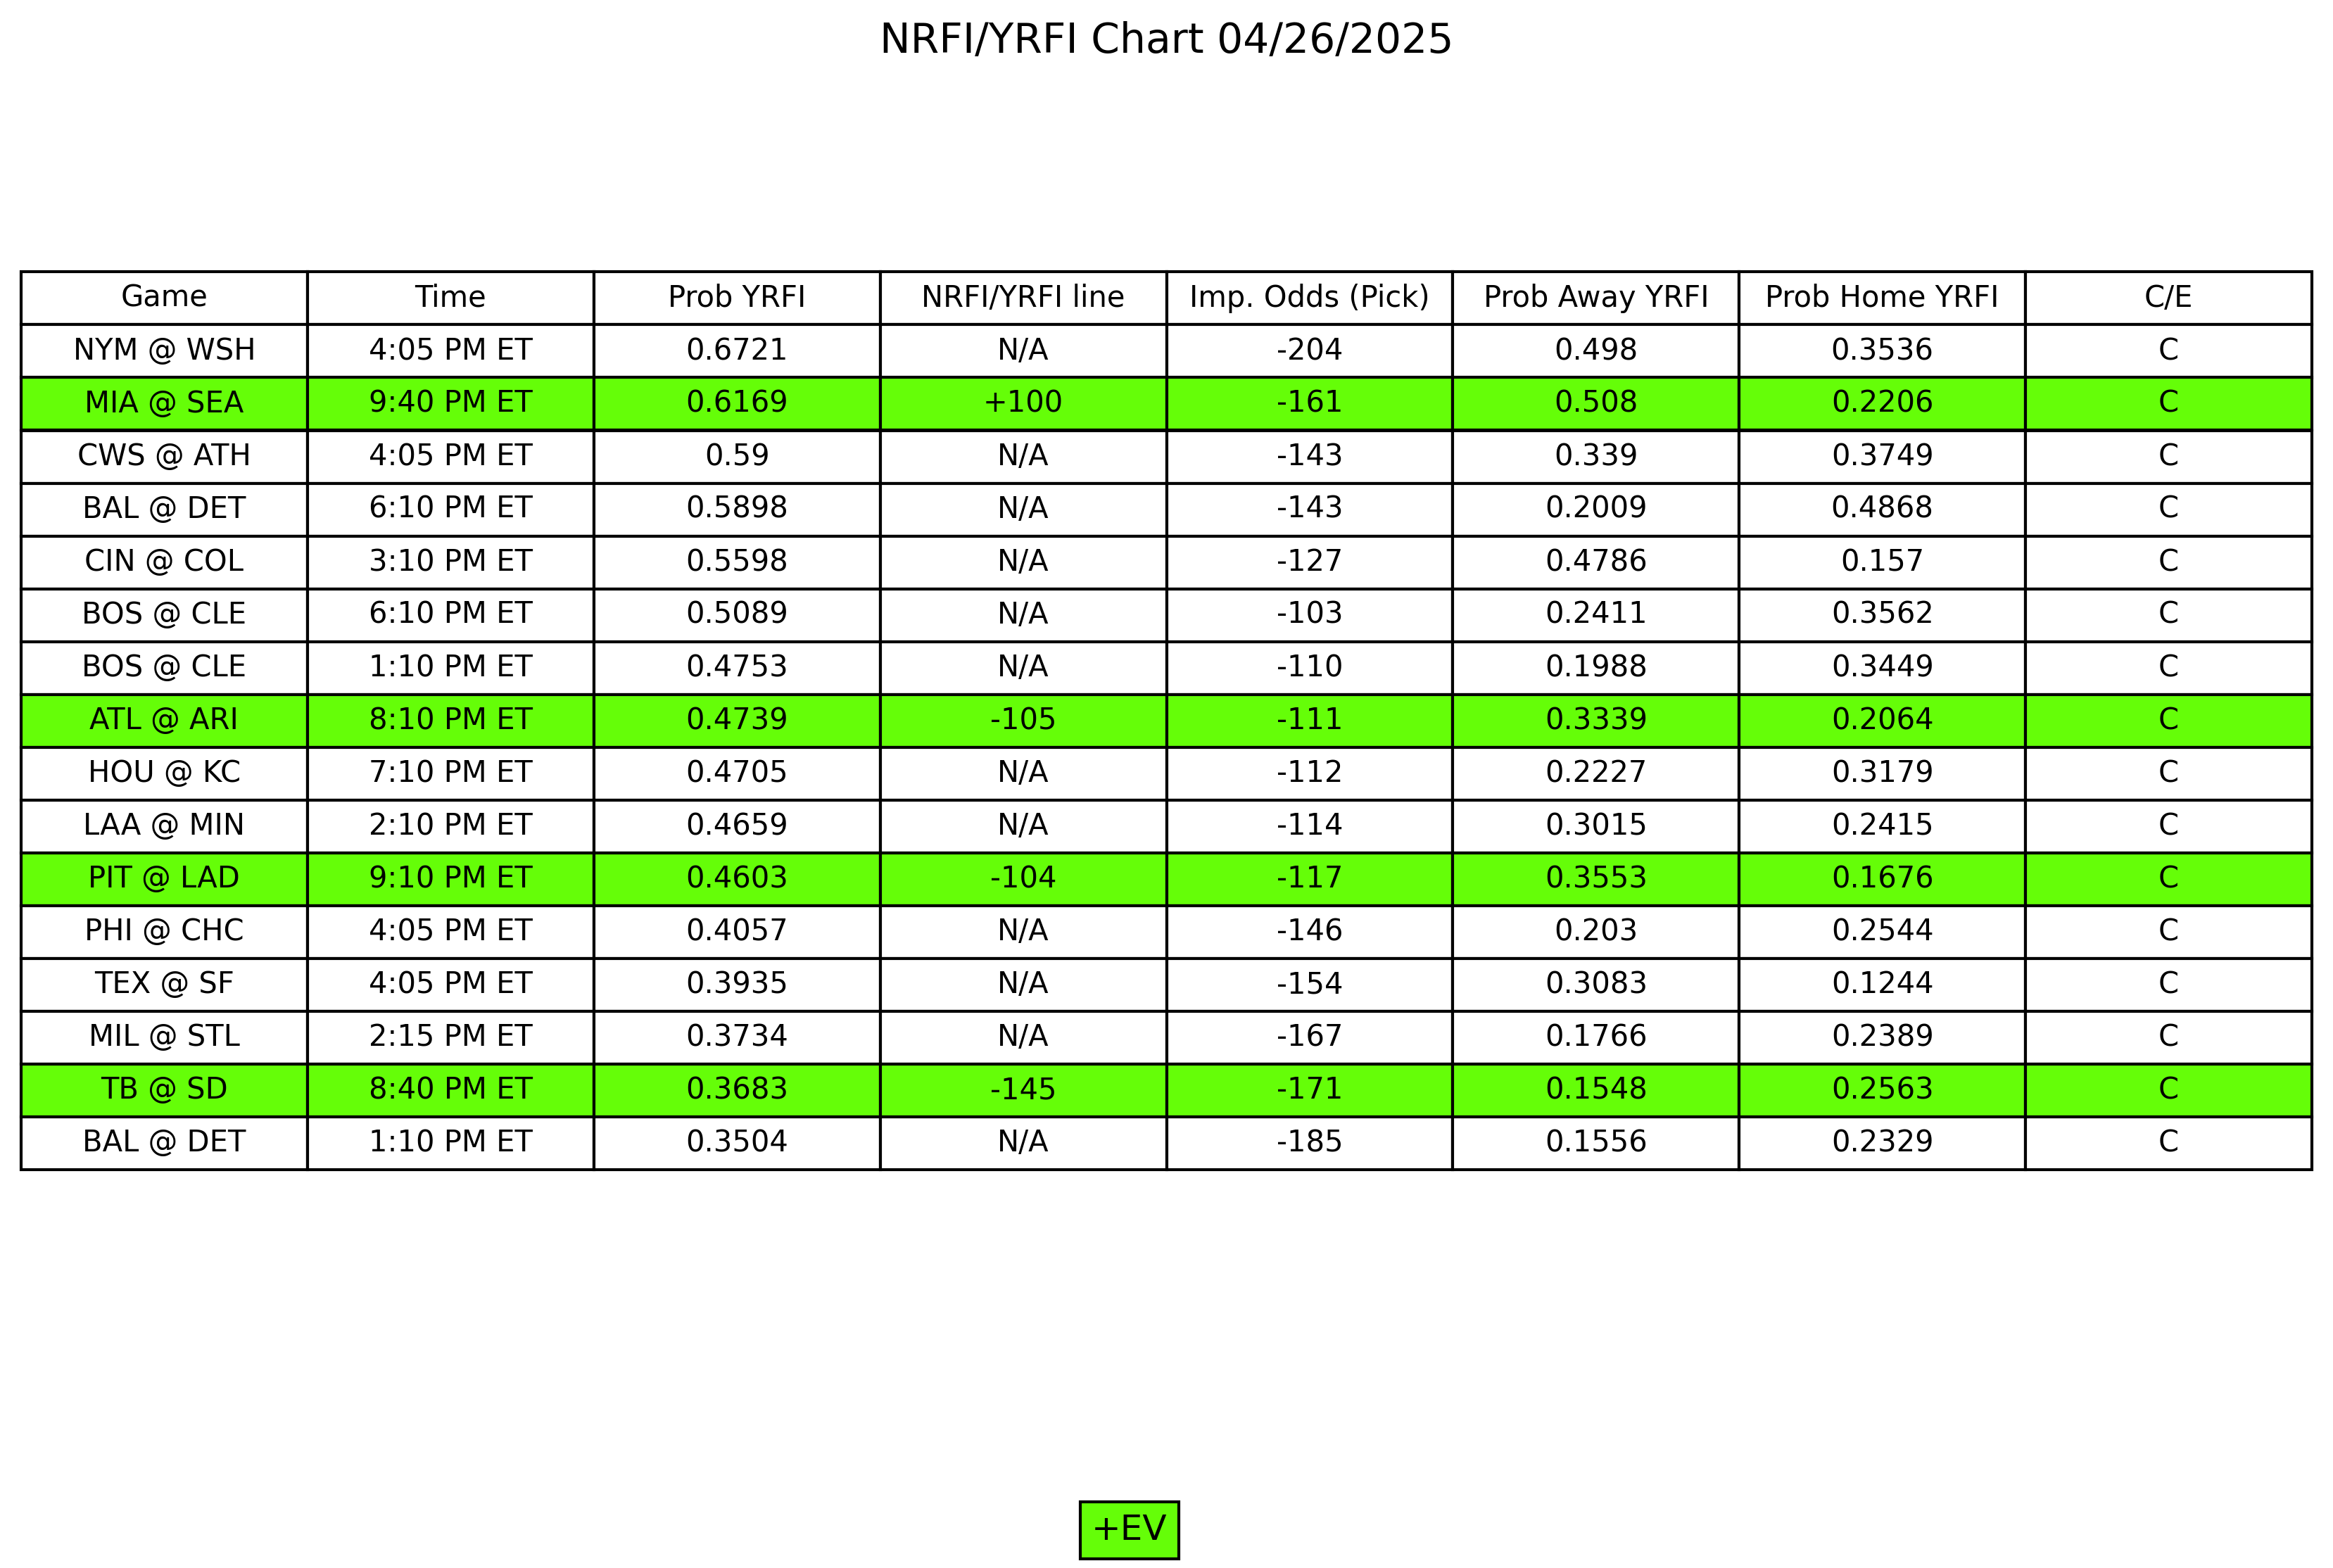 NRFI/YRFI Chart 04/26/2025
Game Time Prob YRFI NRFI/YRFI line Imp. Odds (Pick) Prob Away YRFI Prob Home YRFI C/E
NYM @ WSH 4:05 PM ET 0.6721 N/A -204 0.498 0.3536 C
MIA @ SEA 9:40 PM ET 0.6169 +100 -161 0.508 0.2206 C
CWS @ ATH 4:05 PM ET 0.59 N/A -143 0.339 0.3749 C
BAL @ DET 6:10 PM ET 0.5898 N/A -143 0.2009 0.4868 C
CIN @ COL 3:10 PM ET 0.5598 N/A -127 0.4786 0.157 C
BOS @ CLE 6:10 PM ET 0.5089 N/A -103 0.2411 0.3562 C
BOS @ CLE 1:10 PM ET 0.4753 N/A -110 0.1988 0.3449 C
ATL @ ARI 8:10 PM ET 0.4739 -105 -111 0.3339 0.2064 C
HOU @ KC 7:10 PM ET 0.4705 N/A -112 0.2227 0.3179 C
LAA @ MIN 2:10 PM ET 0.4659 N/A -114 0.3015 0.2415 C
PIT @ LAD 9:10 PM ET 0.4603 -104 -117 0.3553 0.1676 C
PHI @ CHC 4:05 PM ET 0.4057 N/A -146 0.203 0.2544 C
TEX @ SF 4:05 PM ET 0.3935 N/A -154 0.3083 0.1244 C
MIL @ STL 2:15 PM ET 0.3734 N/A -167 0.1766 0.2389 C
TB @ SD 8:40 PM ET 0.3683 -145 -171 0.1548 0.2563 C
BAL @ DET 1:10 PM ET 0.3504 N/A -185 0.1556 0.2329 C
+EV